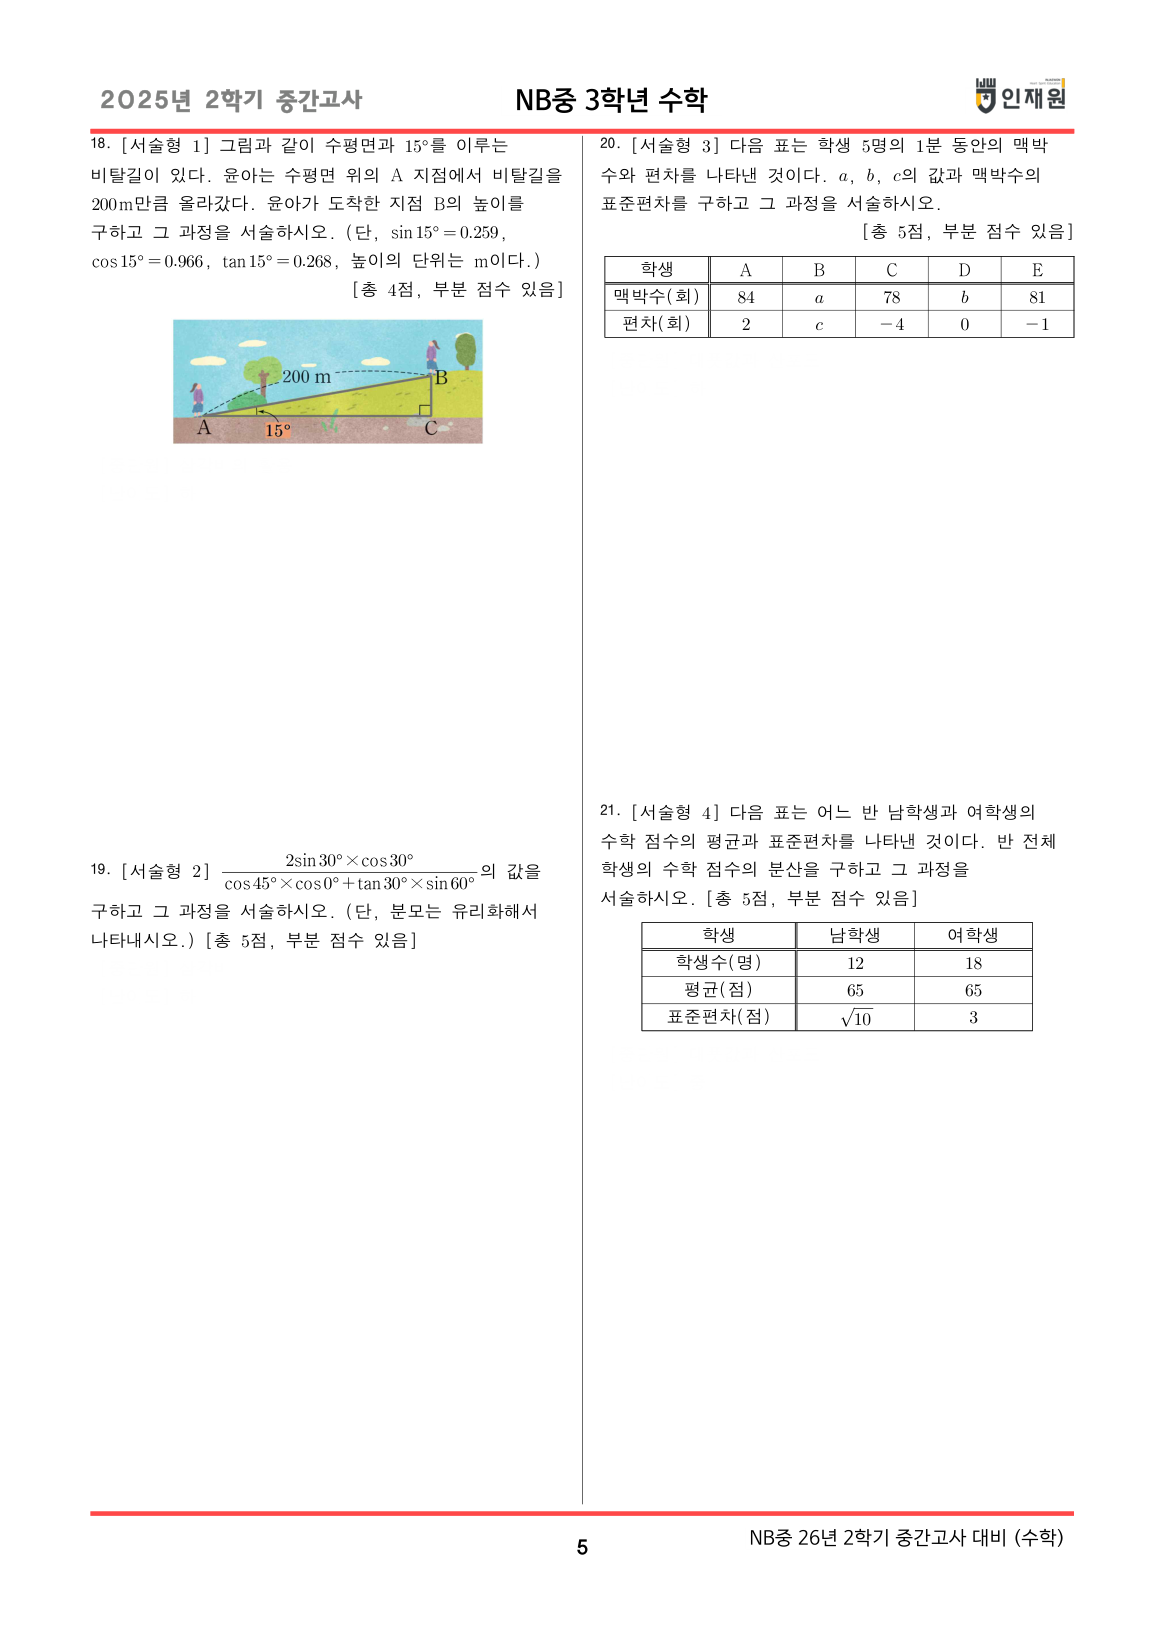 2025년 2학기 중간고사
NB중 3학년 수학
IJW
인재원
18. [서술형 1] 그림과 같이 수평면과 15°를 이루는
비탈길이 있다. 윤아는 수평면 위의 A 지점에서 비탈길을
200m만큼 올라갔다. 윤아가 도착한 지점 B의 높이를
구하고 그 과정을 서술하시오. (단, sin15° = 0.259,
cos15° = 0.966, tan15° = 0.268, 높이의 단위는 m이다.)
[총 4점, 부분 점수 있음]
200 m
B
A
15°
C
19. [서술형 2] (2sin30°×cos30°)/(cos45°×cos0°+tan30°×sin60°)의 값을
구하고 그 과정을 서술하시오. (단, 분모는 유리화해서
나타내시오.) [총 5점, 부분 점수 있음]
20. [서술형 3] 다음 표는 학생 5명의 1분 동안의 맥박
수와 편차를 나타낸 것이다. a, b, c의 값과 맥박수의
표준편차를 구하고 그 과정을 서술하시오.
[총 5점, 부분 점수 있음]
학생 A B C D E
맥박수(회) 84 a 78 b 81
편차(회) 2 c −4 0 −1
21. [서술형 4] 다음 표는 어느 반 남학생과 여학생의
수학 점수의 평균과 표준편차를 나타낸 것이다. 반 전체
학생의 수학 점수의 분산을 구하고 그 과정을
서술하시오. [총 5점, 부분 점수 있음]
학생 남학생 여학생
학생수(명) 12 18
평균(점) 65 65
표준편차(점) √10 3
5
NB중 26년 2학기 중간고사 대비 (수학)